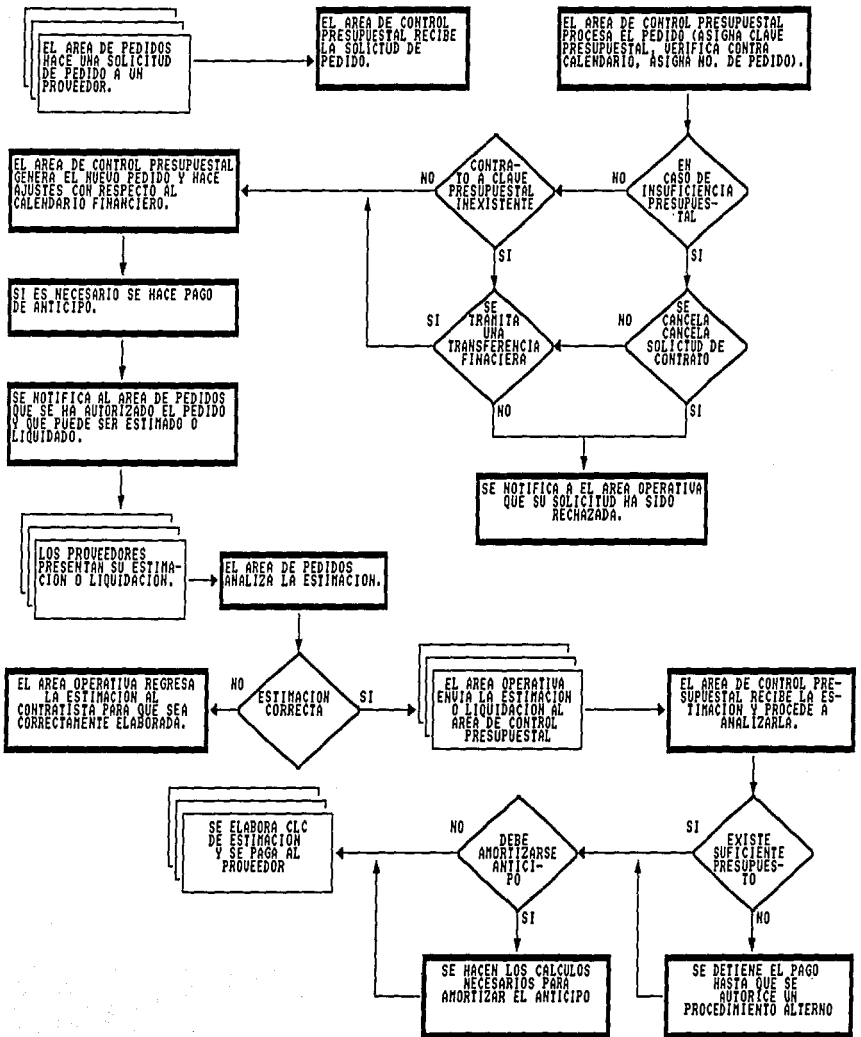 EL AREA DE PEDIDOS
HACE UNA SOLICITUD
DE PEDIDO A UN
PROVEEDOR.
EL AREA DE CONTROL
PRESUPUESTAL RECIBE
LA SOLICTUD DE
PEDIDO.
EL AREA DE CONTROL PRESUPUESTAL
PROCESA EL PEDIDO (ASIGNA CLAVE
PRESUPUESTAL, VERIFICA CONTRA
CALENDARIO, ASIGNA NO. DE PEDIDO).
EL AREA DE CONTROL PRESUPUESTAL
GENERA EL NUEVO PEDIDO Y HACE
AJUSTES CON RESPECTO AL
CALENDARIO FINANCIERO.
NO
CONTRA-
TO A CLAVE
PRESUPUESTAL
INEXISTENTE
NO
EN
CASO DE
INSUFICIENCIA
PRESUPUES-
TAL
SI
SI
SI ES NECESARIO SE HACE PAGO
DE ANTICIPO.
SI
SE
TRAMITA
UNA
TRANSFERENCIA
FINACIERA
NO
SE
CANCELA
CANCELA
SOLICITUD DE
CONTRATO
NO
SI
SE NOTIFICA AL AREA DE PEDIDOS
QUE SE HA AUTORIZADO EL PEDIDO
Y QUE PUEDE SER ESTIMADO O
LIQUIDADO.
SE NOTIFICA A EL AREA OPERATIVA
QUE SU SOLICITUD HA SIDO
RECHAZADA.
LOS PROVEEDORES
PRESENTAN SU ESTIMA-
CION O LIQUIDACION.
EL AREA DE PEDIDOS
ANALIZA LA ESTIMACION.
EL AREA OPERATIVA REGRESA
LA ESTIMACION AL
CONTRATISTA PARA QUE SEA
CORRECTAMENTE ELABORADA.
NO
ESTIMACION
CORRECTA
SI
EL AREA OPERATIVA
ENVIA LA ESTIMACION
O LIQUIDACION AL
AREA DE CONTROL
PRESUPUESTAL
EL AREA DE CONTROL PRE-
SUPUESTAL RECIBE LA ES-
TIMACION Y PROCEDE A
ANALIZARLA.
SE ELABORA CLC
DE ESTIMACION
Y SE PAGA AL
PROVEEDOR
NO
DEBE
AMORTIZARSE
ANTICI-
PO
SI
EXISTE
SUFICIENTE
PRESUPUES-
TO
SI
NO
SE HACEN LOS CALCULOS
NECESARIOS PARA
AMORTIZAR EL ANTICIPO
SE DETIENE EL PAGO
HASTA QUE SE
AUTORICE UN
PROCEDIMIENTO ALTERNO